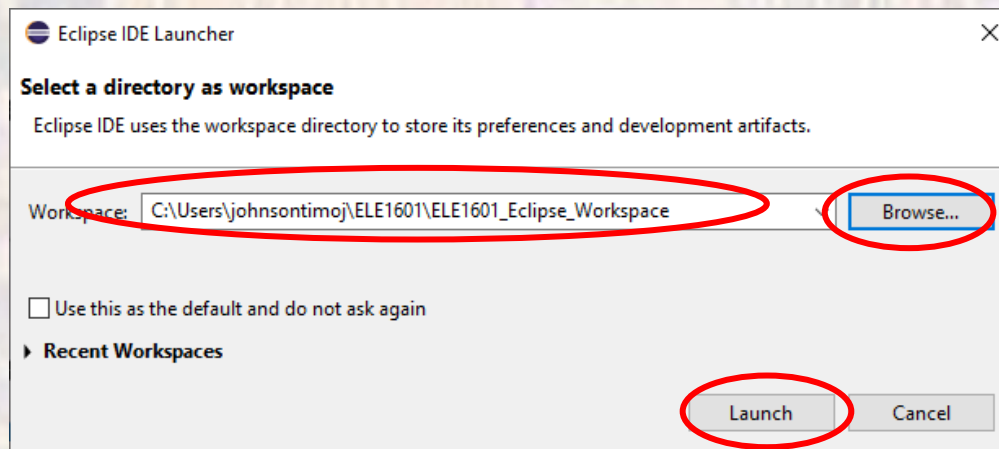 Eclipse IDE Launcher
Select a directory as workspace
Eclipse IDE uses the workspace directory to store its preferences and development artifacts.
Workspace: C:\Users\johnsontimoj\ELE1601\ELE1601_Eclipse_Workspace Browse...
Use this as the default and do not ask again
Recent Workspaces
Launch Cancel